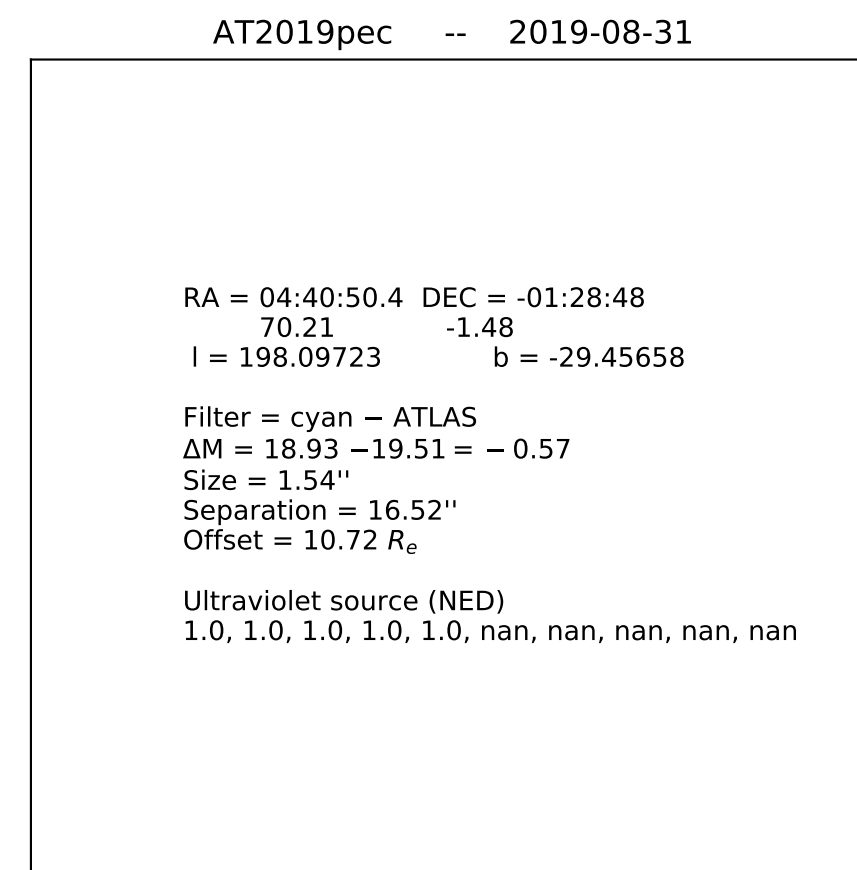 AT2019pec -- 2019-08-31
RA = 04:40:50.4 DEC = -01:28:48
70.21 -1.48
l = 198.09723 b = -29.45658
Filter = cyan − ATLAS
ΔM = 18.93 −19.51 = − 0.57
Size = 1.54''
Separation = 16.52''
Offset = 10.72 Re
Ultraviolet source (NED)
1.0, 1.0, 1.0, 1.0, 1.0, nan, nan, nan, nan, nan